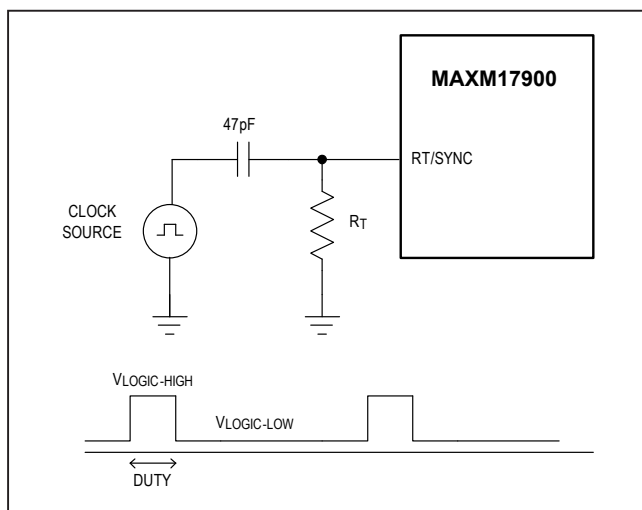 MAXM17900
47pF
RT/SYNC
CLOCK
SOURCE
RT
VLOGIC-HIGH
VLOGIC-LOW
DUTY